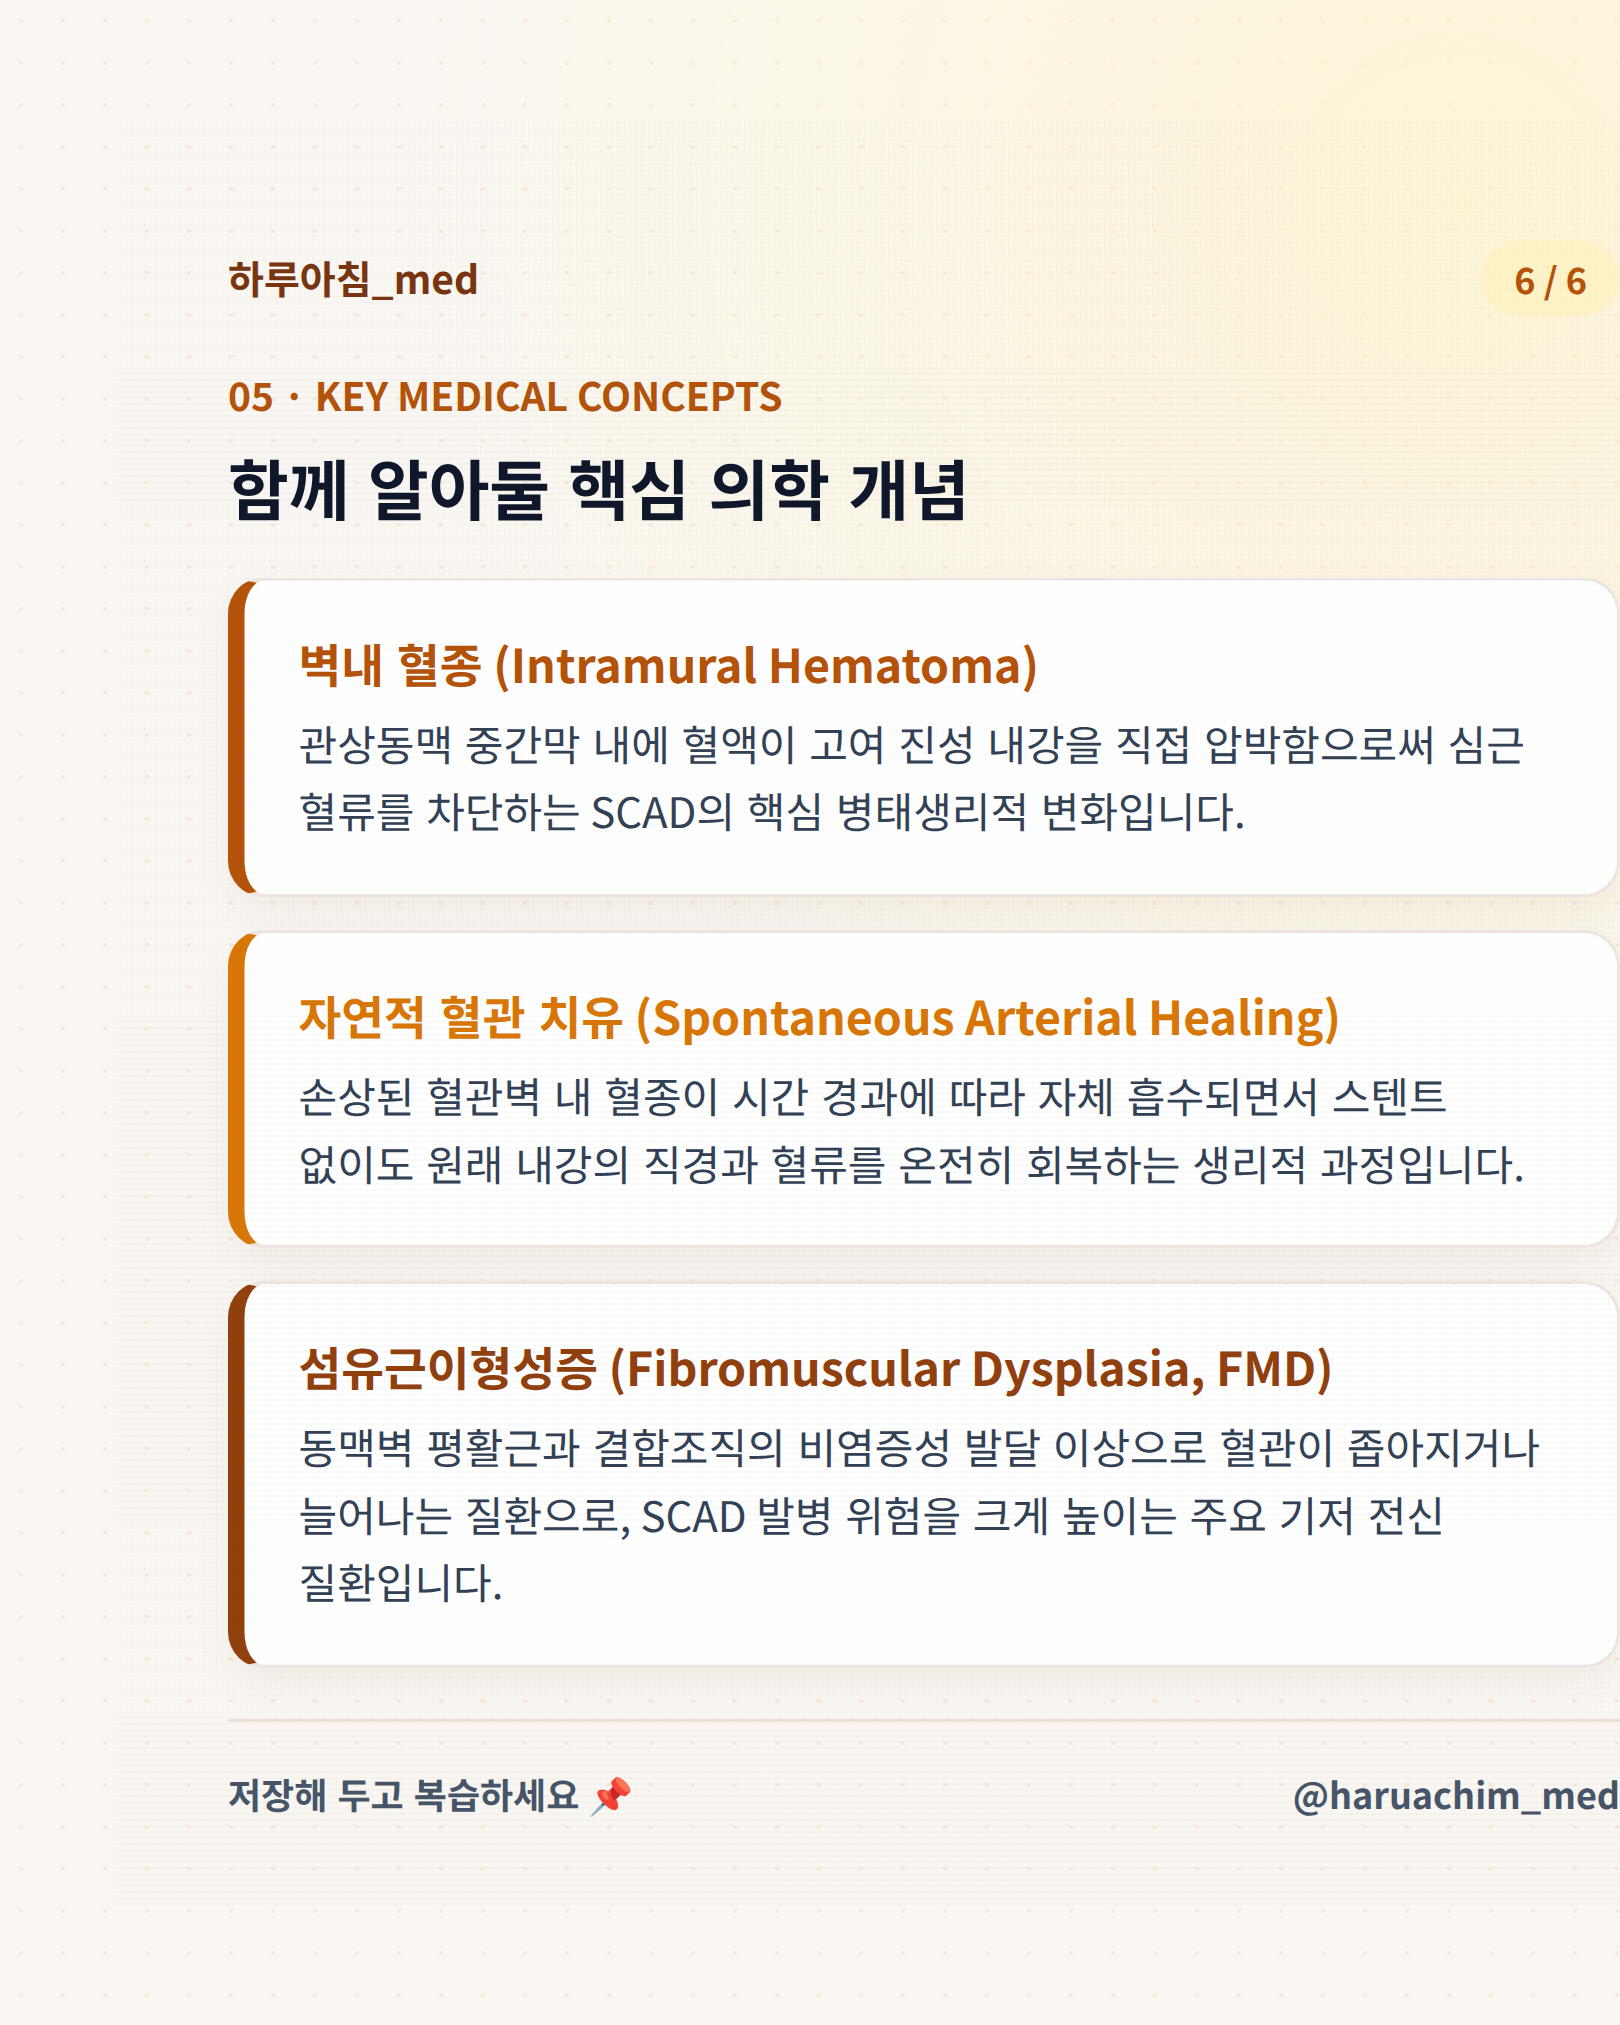 하루아침_med
6 / 6
05 · KEY MEDICAL CONCEPTS
함께 알아둘 핵심 의학 개념
벽내 혈종 (Intramural Hematoma)
관상동맥 중간막 내에 혈액이 고여 진성 내강을 직접 압박함으로써 심근
혈류를 차단하는 SCAD의 핵심 병태생리적 변화입니다.
자연적 혈관 치유 (Spontaneous Arterial Healing)
손상된 혈관벽 내 혈종이 시간 경과에 따라 자체 흡수되면서 스텐트
없이도 원래 내강의 직경과 혈류를 온전히 회복하는 생리적 과정입니다.
섬유근이형성증 (Fibromuscular Dysplasia, FMD)
동맥벽 평활근과 결합조직의 비염증성 발달 이상으로 혈관이 좁아지거나
늘어나는 질환으로, SCAD 발병 위험을 크게 높이는 주요 기저 전신
질환입니다.
저장해 두고 복습하세요 📌
@haruachim_med